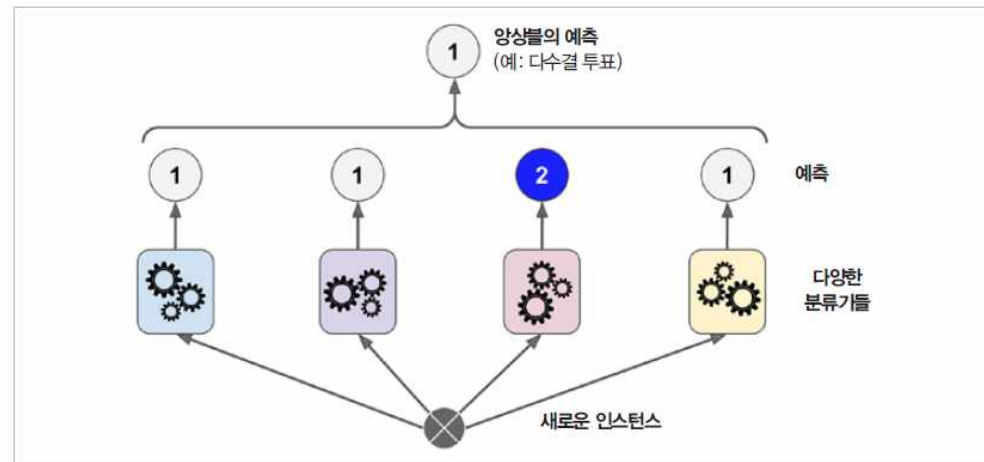 앙상블의 예측
1
(예: 다수결 투표)
1
1
2
1
예측
다양한
분류기들
새로운 인스턴스